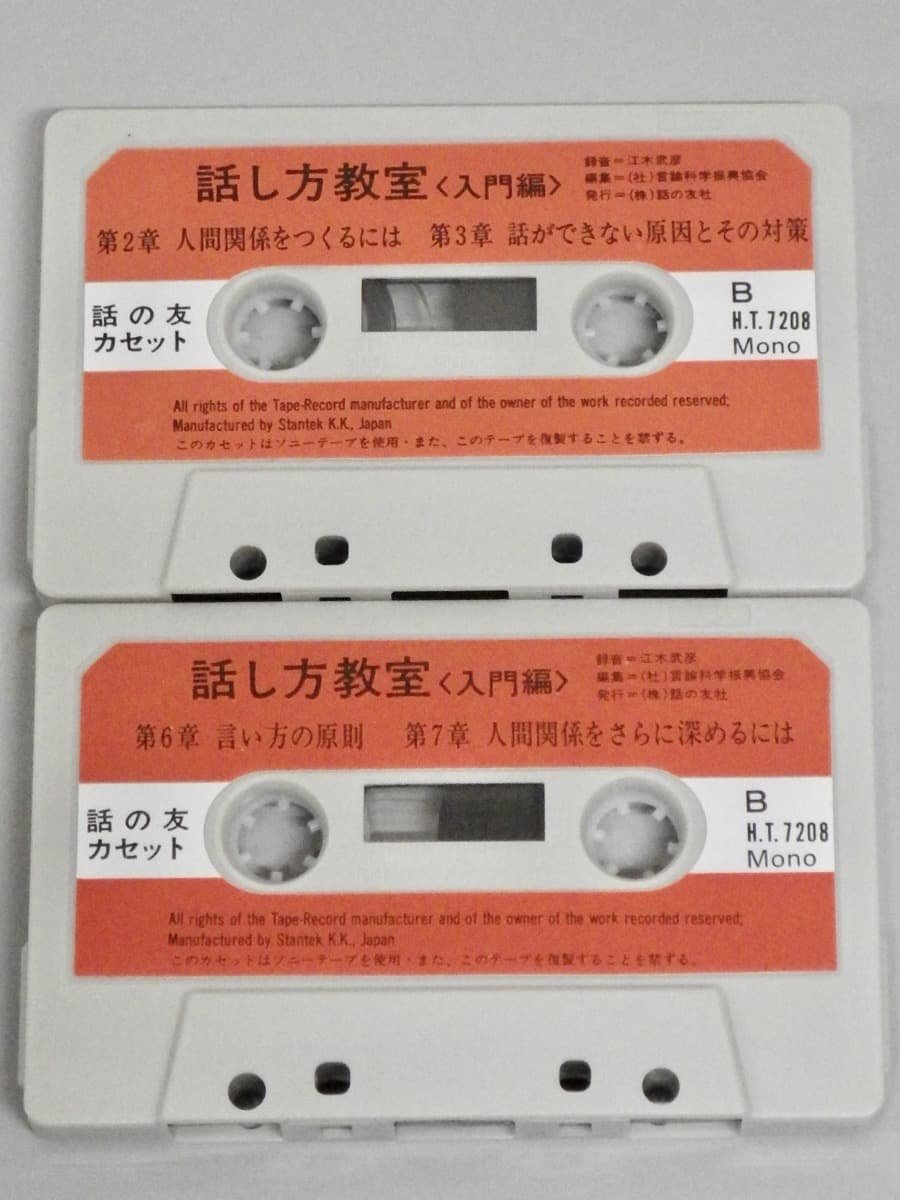 話し方教室〈入門編〉
録音=江木武彦
編集=(社)言論科学振興協会
発行=(株)話の友社
第2章 人間関係をつくるには 第3章 話ができない原因とその対策
話の友
カセット
B
H.T.7208
Mono
All rights of the Tape-Record manufacturer and of the owner of the work recorded reserved;
Manufactured by Stantek K.K., Japan
このカセットはソニーテープを使用・また、このテープを複製することを禁ずる。
話し方教室〈入門編〉
録音=江木武彦
編集=(社)言論科学振興協会
発行=(株)話の友社
第6章 言い方の原則 第7章 人間関係をさらに深めるには
話の友
カセット
B
H.T.7208
Mono
All rights of the Tape-Record manufacturer and of the owner of the work recorded reserved;
Manufactured by Stantek K.K., Japan
このカセットはソニーテープを使用・また、このテープを複製することを禁ずる。